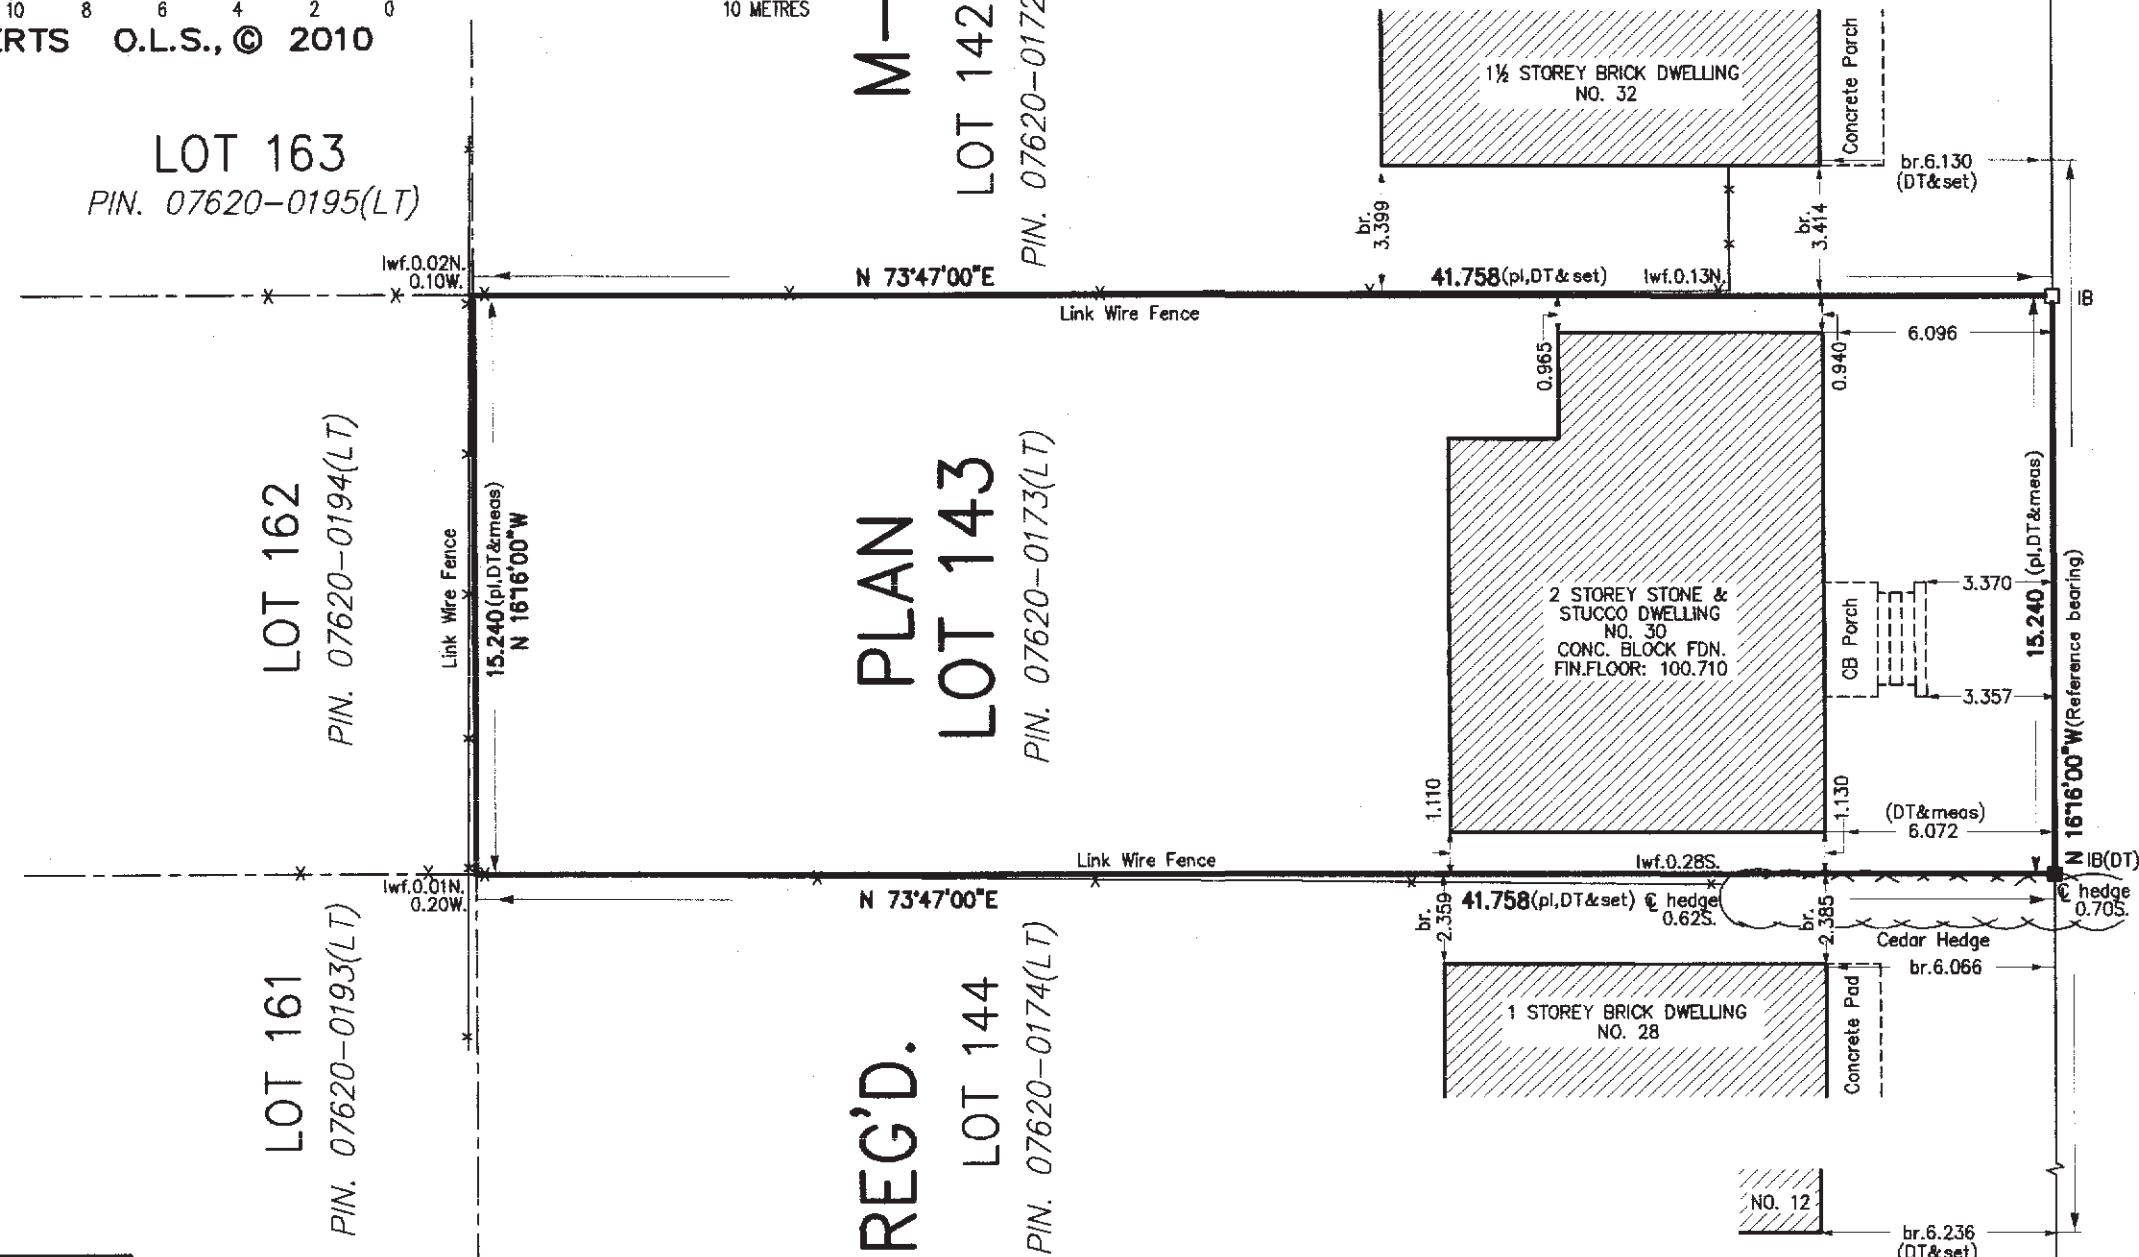 10 8 6 4 2 0
10 METRES
ERTS O.L.S., © 2010
M-
LOT 142
PIN. 07620-0172
1½ STOREY BRICK DWELLING
NO. 32
Concrete Porch
LOT 163
PIN. 07620-0195(LT)
br.6.130
(DT&set)
br.
3.399
br.
3.414
lwf.0.02N.
0.10W.
N 73°47'00"E
41.758(pl,DT&set)
lwf.0.13N.
IB
Link Wire Fence
0.965
0.940
6.096
LOT 162
PIN. 07620-0194(LT)
Link Wire Fence
15.240(pl,DT&meas)
N 16°16'00"W
PLAN
LOT 143
PIN. 07620-0173(LT)
2 STOREY STONE &
STUCCO DWELLING
NO. 30
CONC. BLOCK FDN.
FIN.FLOOR: 100.710
CB Porch
3.370
3.357
15.240 (pl,DT&meas)
N 16°16'00"W(Reference bearing)
1.110
1.130
(DT&meas)
6.072
Link Wire Fence
lwf.0.28S.
IB(DT)
lwf.0.01N.
0.20W.
N 73°47'00"E
br.
2.359
41.758(pl,DT&set)
℄ hedge
0.62S.
br.
2.385
℄ hedge
0.70S.
Cedar Hedge
br.6.066
LOT 161
PIN. 07620-0193(LT)
REG'D.
LOT 144
PIN. 07620-0174(LT)
1 STOREY BRICK DWELLING
NO. 28
Concrete Pad
NO. 12
br.6.236
(DT&set)